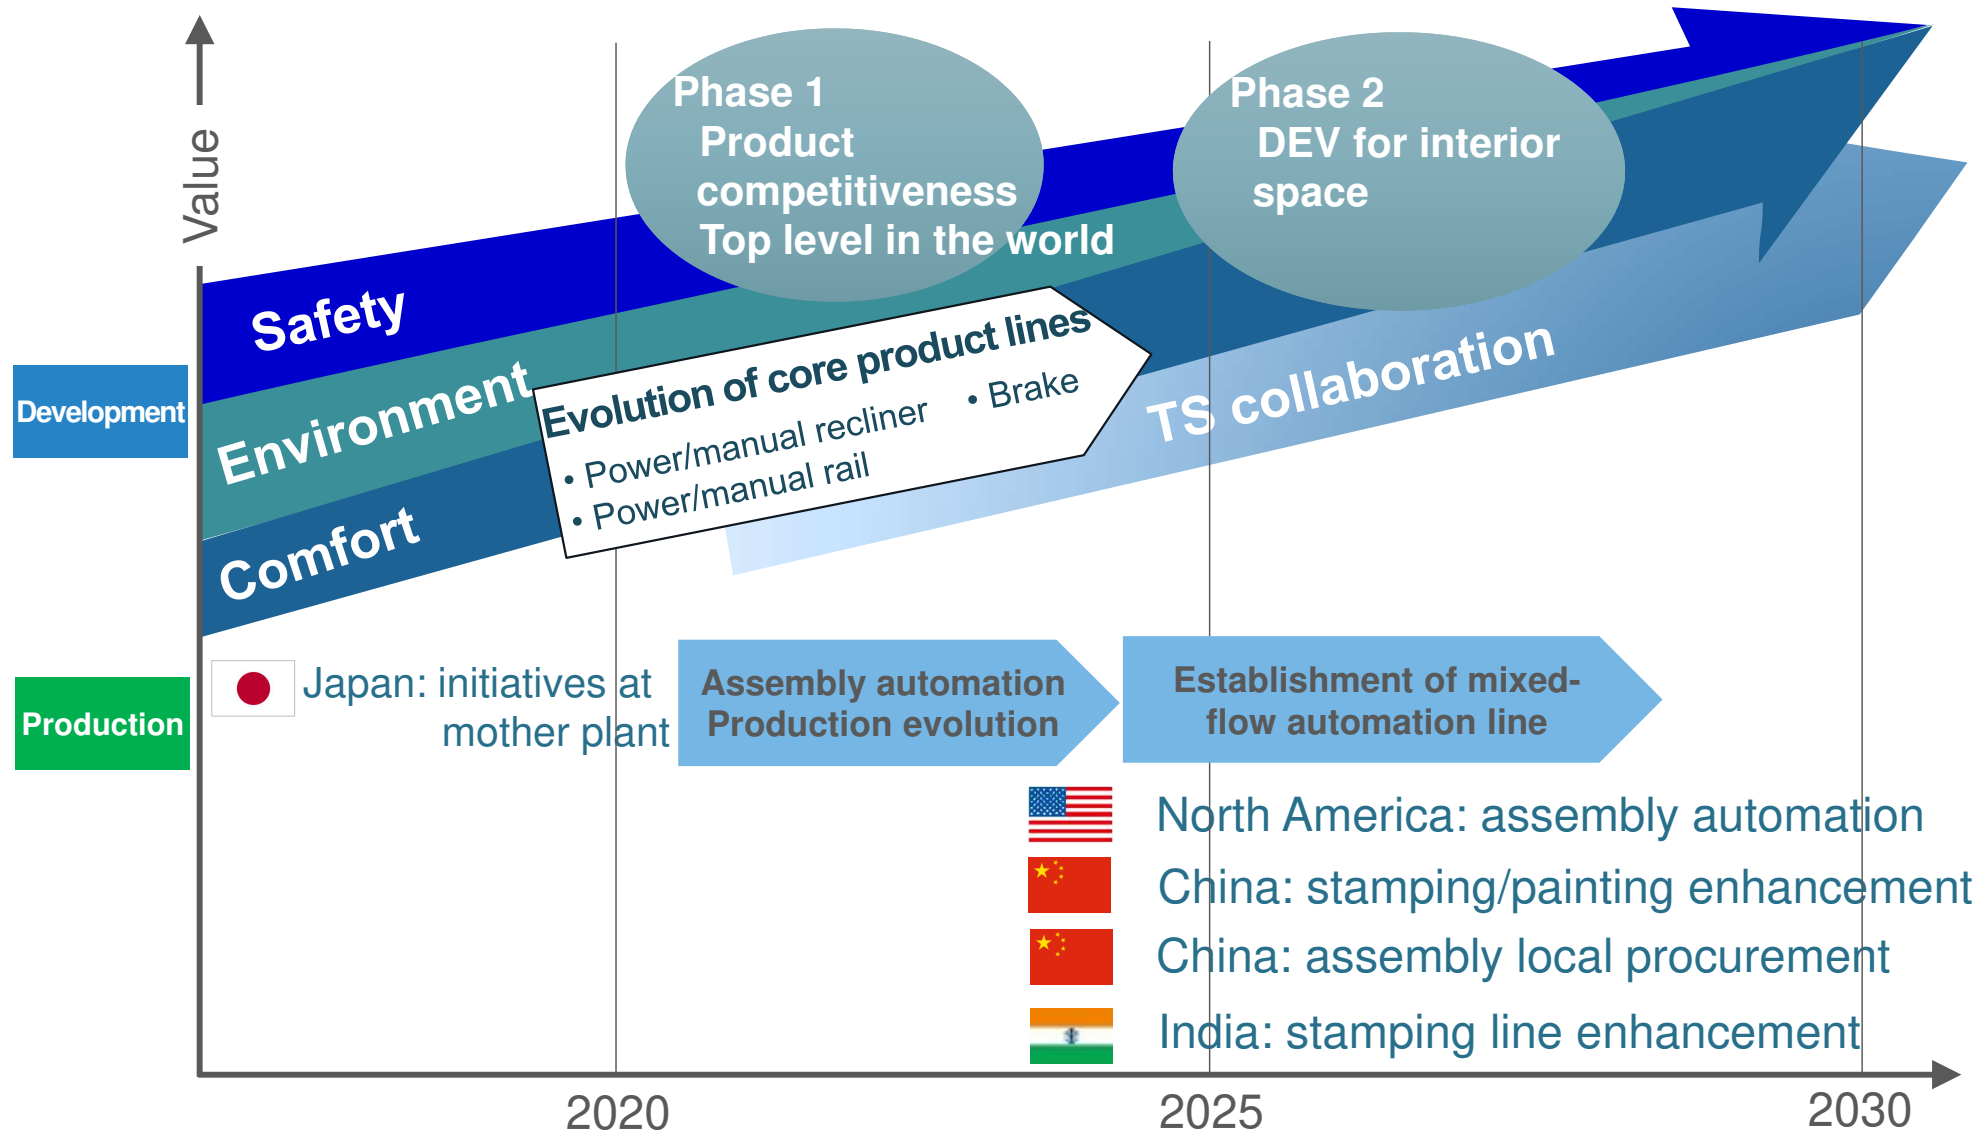 Value
Phase 1
Product
competitiveness
Top level in the world
Phase 2
DEV for interior
space
Safety
Environment
Comfort
Evolution of core product lines
• Power/manual recliner
• Brake
• Power/manual rail
TS collaboration
Development
Production
Japan: initiatives at
mother plant
Assembly automation
Production evolution
Establishment of mixed-
flow automation line
North America: assembly automation
China: stamping/painting enhancement
China: assembly local procurement
India: stamping line enhancement
2020
2025
2030